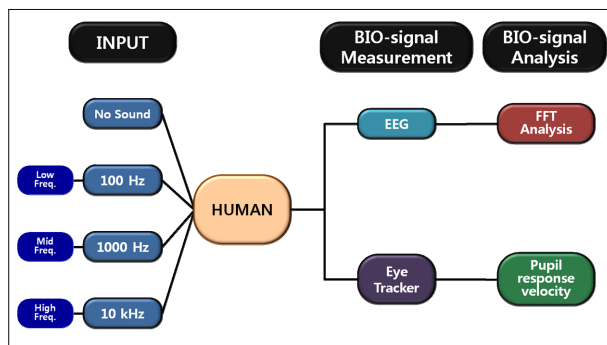 INPUT
BIO-signal
Measurement
BIO-signal
Analysis
No Sound
Low
Freq.
100 Hz
Mid
Freq.
1000 Hz
High
Freq.
10 kHz
HUMAN
EEG
FFT
Analysis
Eye
Tracker
Pupil
response
velocity